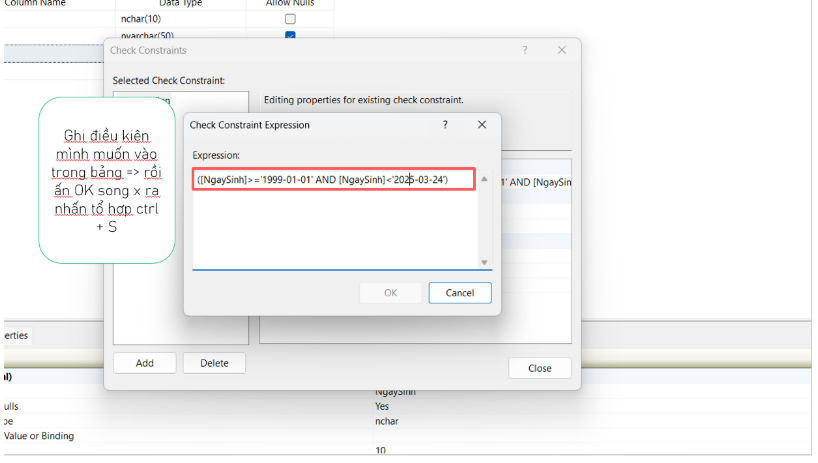 Column Name Data Type Allow Nulls
nchar(10)
nvarchar(50)
Check Constraints ? ×
Selected Check Constraint:
Editing properties for existing check constraint.
Check Constraint Expression ? ×
Expression:
([NgaySinh]>='1999-01-01' AND [NgaySinh]<'2025-03-24')
1' AND [NgaySin
Ghi điều kiện
mình muốn vào
trong bảng => rồi
ấn OK song x ra
nhấn tổ hợp ctrl
+ S
OK Cancel
erties
Add Delete
Close
al)
NgaySinh
ulls Yes
pe nchar
Value or Binding
10